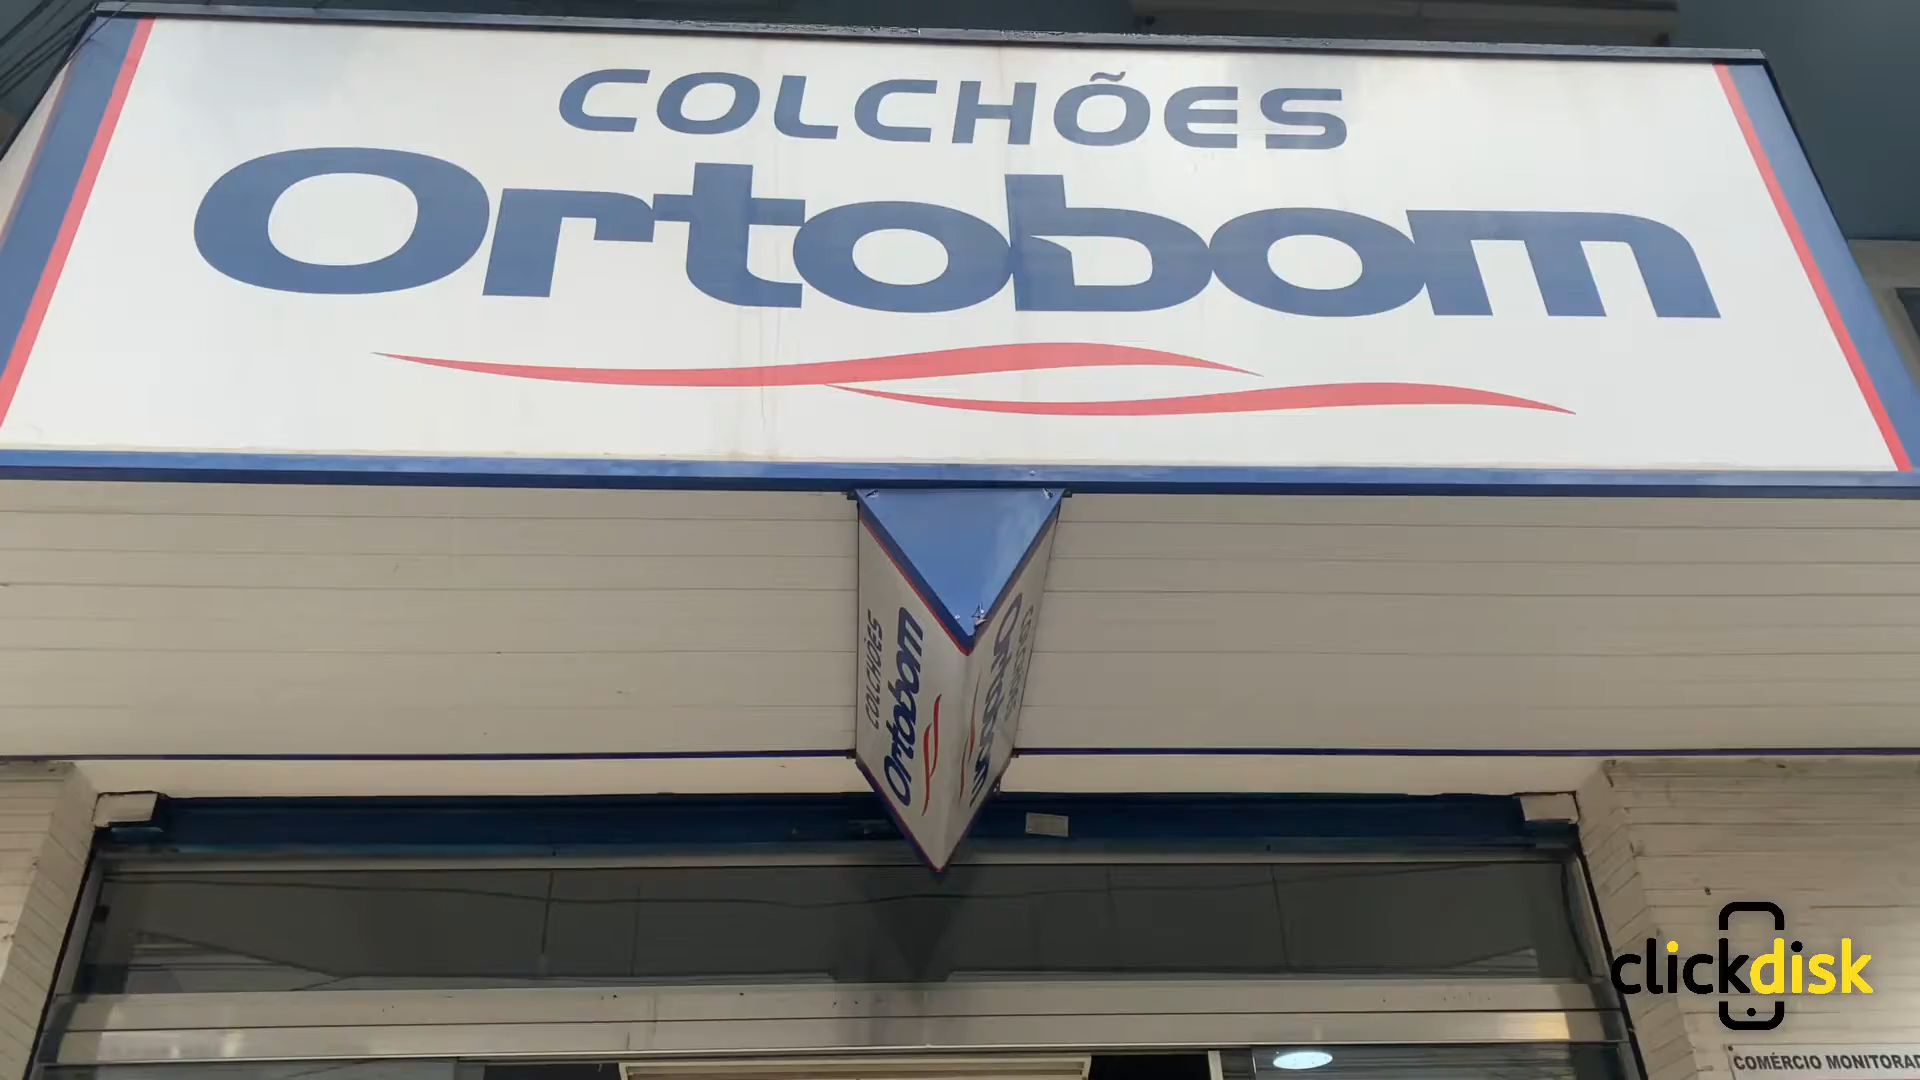 COLCHÕES
Ortobom
COLCHÕES
Ortobom
COLCHÕES
Ortobom
clickdisk
COMÉRCIO MONITORAD